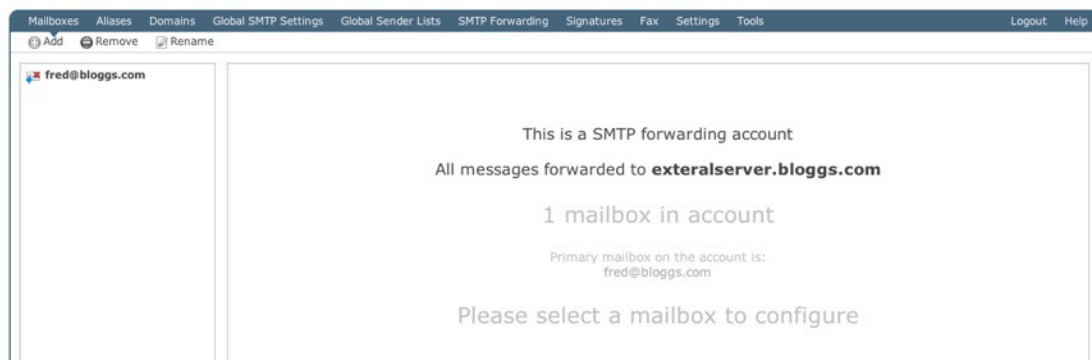 Mailboxes Aliases Domains Global SMTP Settings Global Sender Lists SMTP Forwarding Signatures Fax Settings Tools Logout Help
Add Remove Rename
fred@bloggs.com
This is a SMTP forwarding account
All messages forwarded to exteralserver.bloggs.com
1 mailbox in account
Primary mailbox on the account is:
fred@bloggs.com
Please select a mailbox to configure